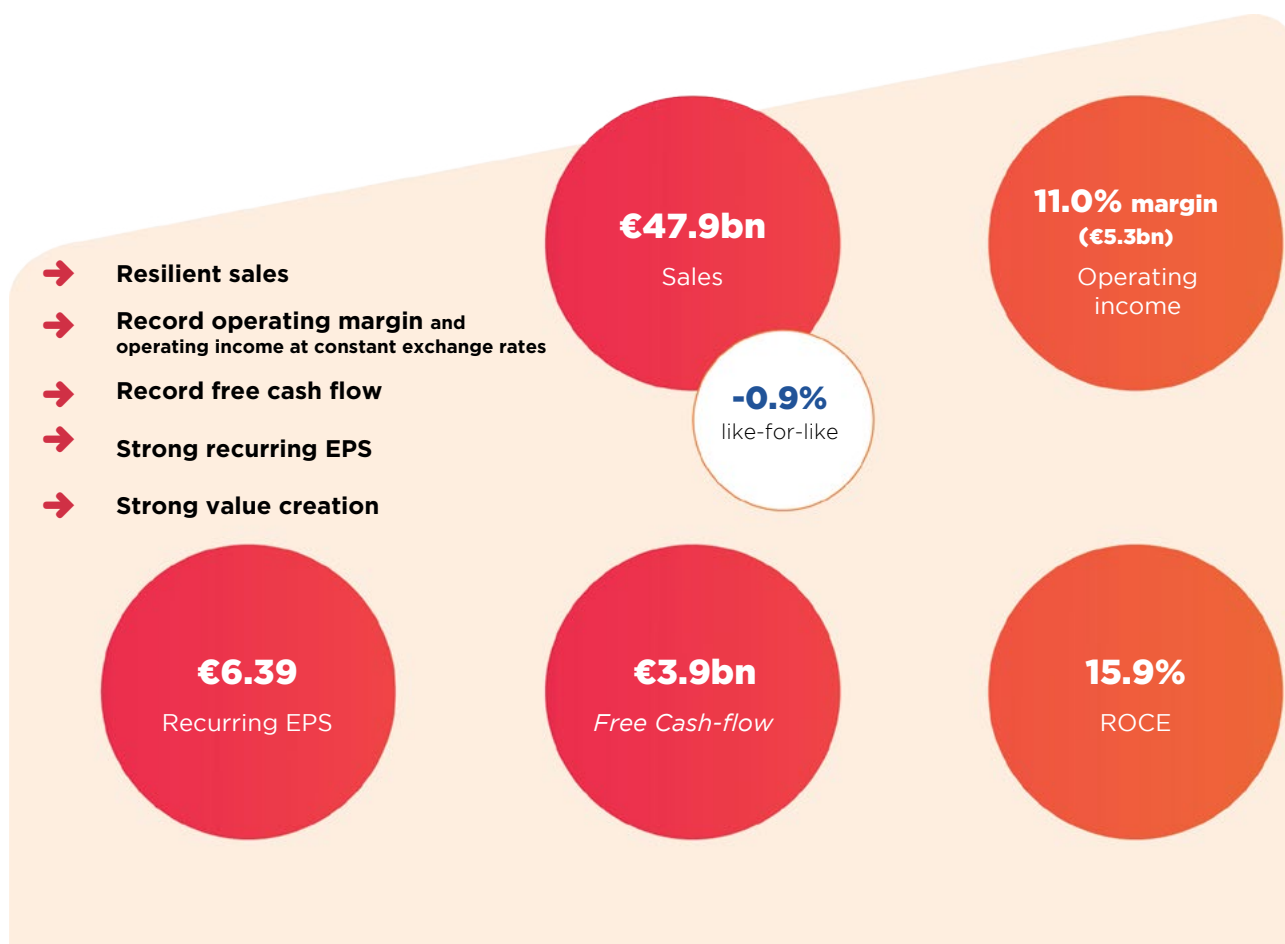 Resilient sales
Record operating margin and
operating income at constant exchange rates
Record free cash flow
Strong recurring EPS
Strong value creation
€47.9bn
Sales
-0.9%
like-for-like
11.0% margin
(€5.3bn)
Operating
income
€6.39
Recurring EPS
€3.9bn
Free Cash-flow
15.9%
ROCE